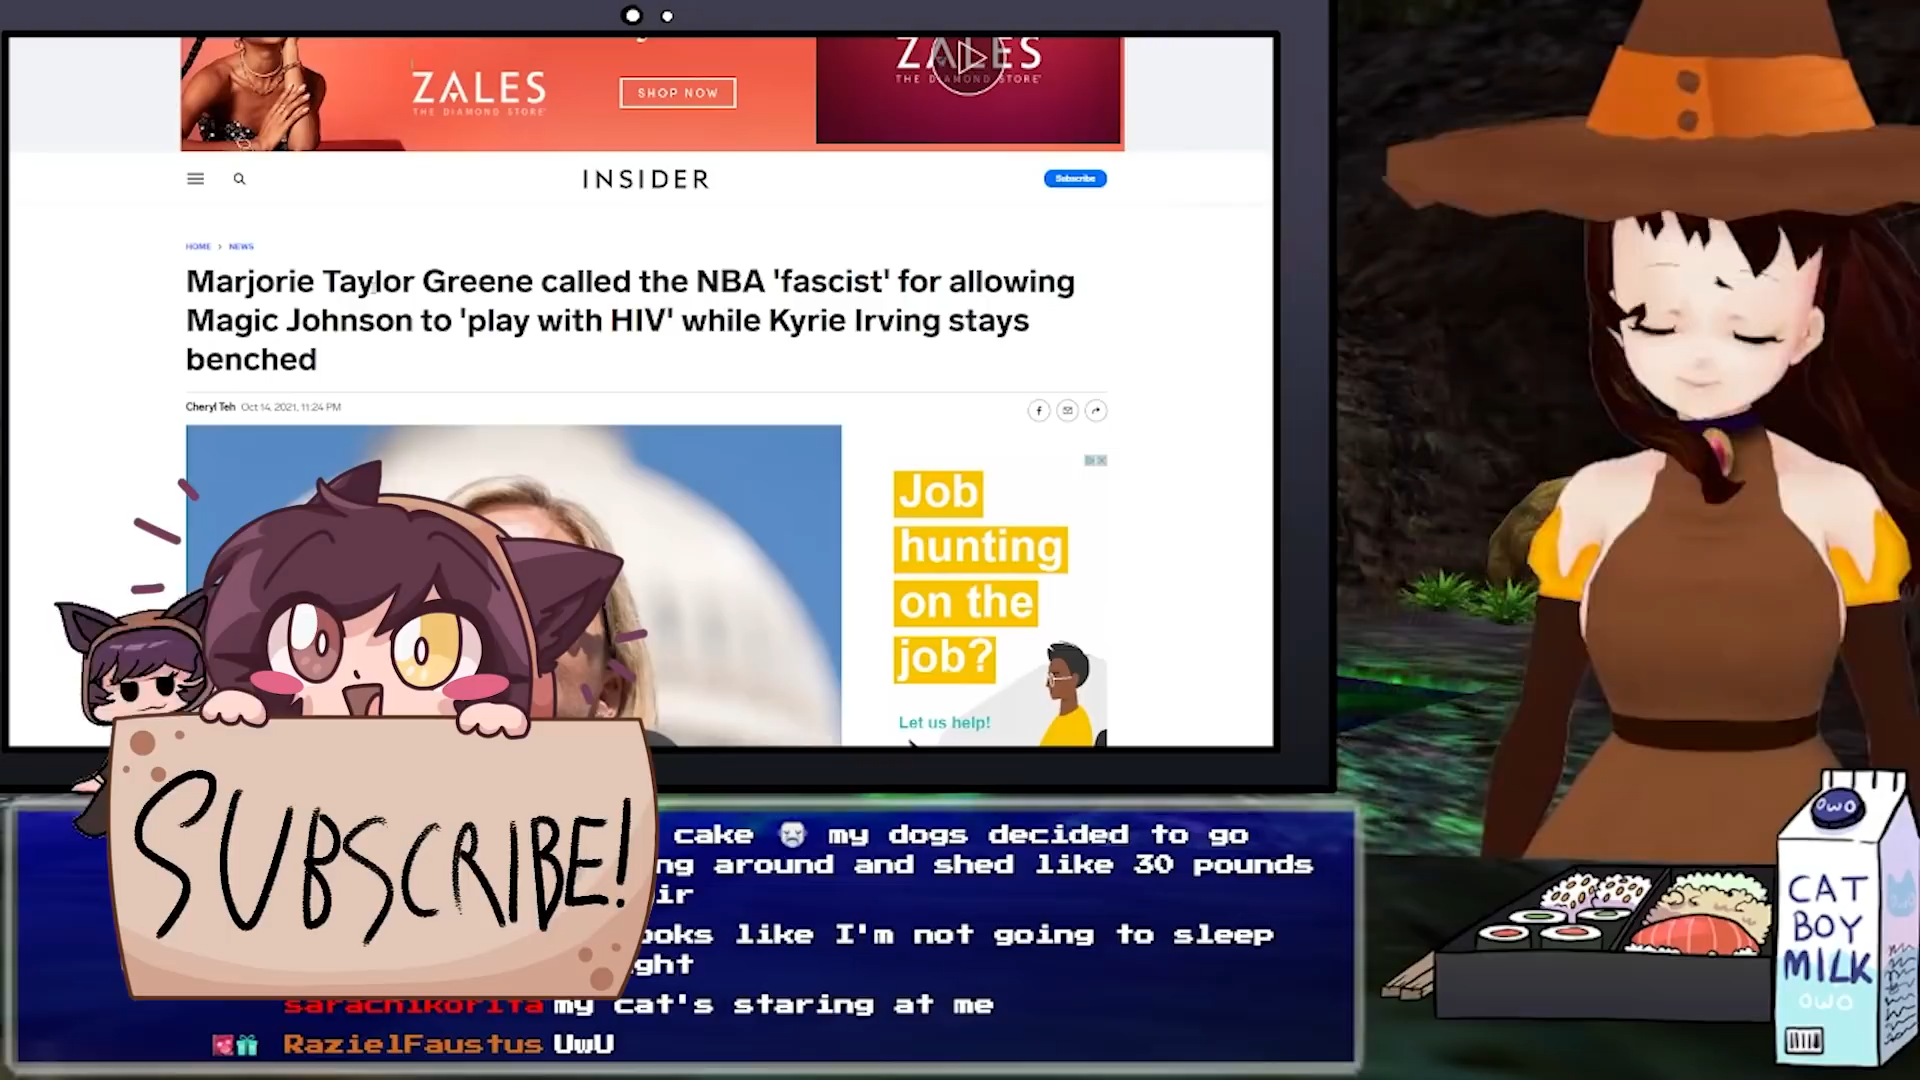 ZALES
THE DIAMOND STORE
SHOP NOW
ZALES
THE DIAMOND STORE
INSIDER
Subscribe
HOME > NEWS
Marjorie Taylor Greene called the NBA 'fascist' for allowing
Magic Johnson to 'play with HIV' while Kyrie Irving stays
benched
Cheryl Teh Oct 14, 2021, 11:24 PM
Job
hunting
on the
job?
Let us help!
SUBSCRIBE!
cake my dogs decided to go
ng around and shed like 30 pounds
ir
ooks like I'm not going to sleep
ght
sarachikorita my cat's staring at me
RazielFaustus UwU
OWO
CAT
BOY
MILK
OWO